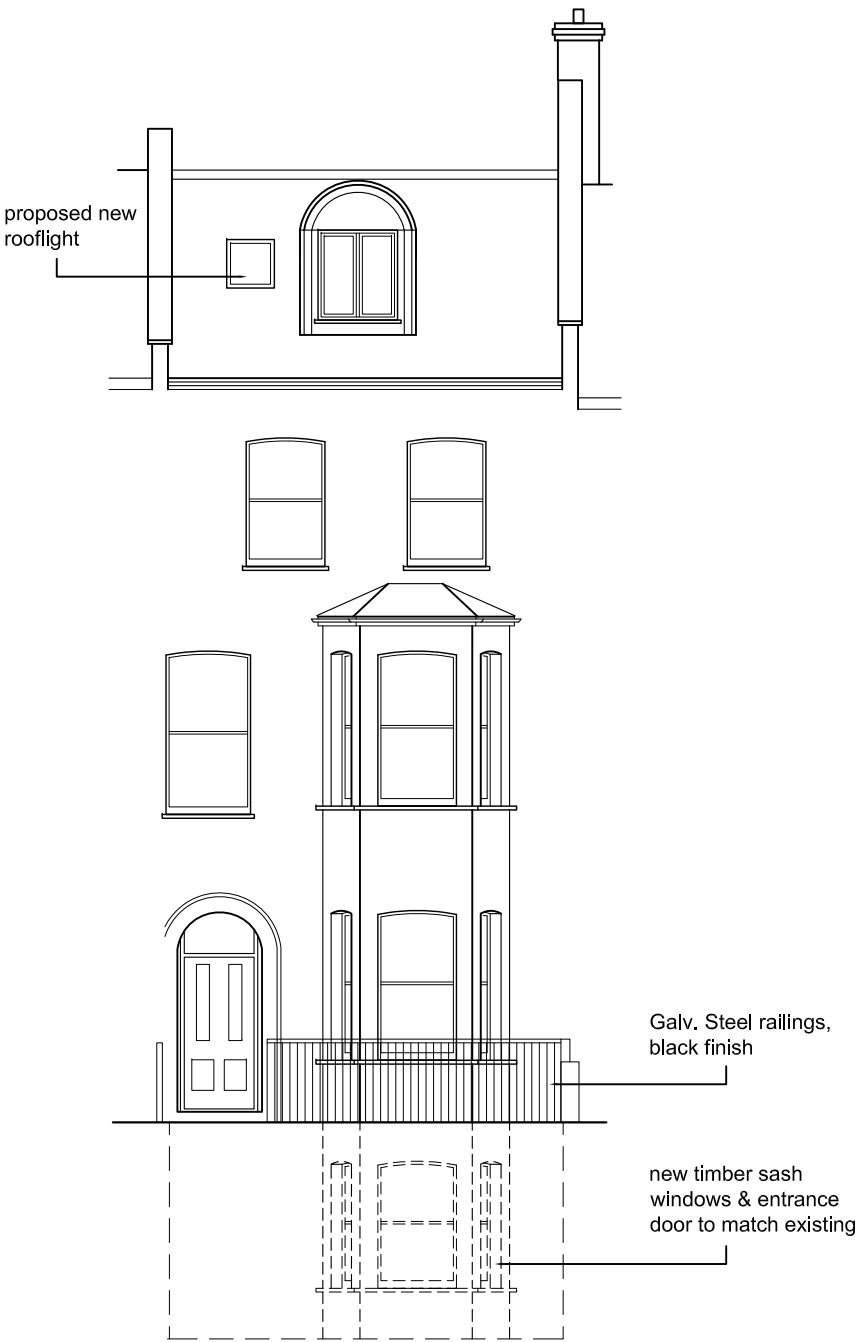 proposed new
rooflight
Galv. Steel railings,
black finish
new timber sash
windows & entrance
door to match existing